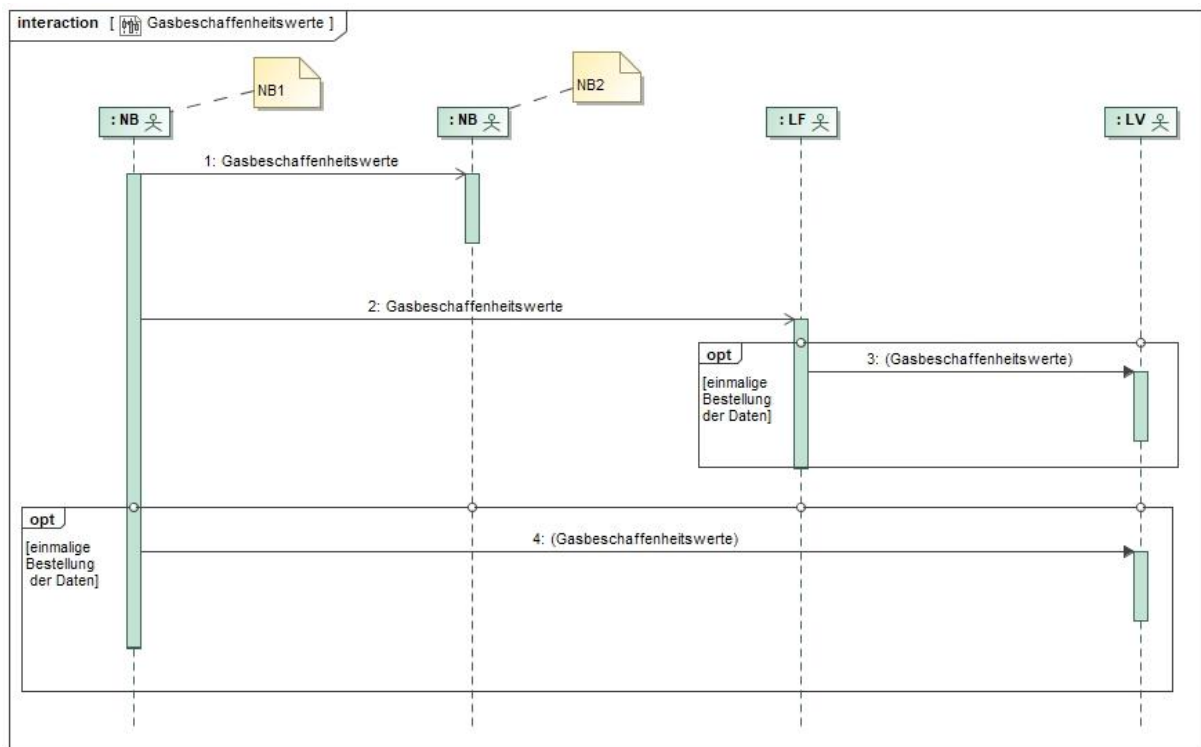 interaction [ Gasbeschaffenheitswerte ]
NB1
NB2
: NB
: NB
: LF
: LV
1: Gasbeschaffenheitswerte
2: Gasbeschaffenheitswerte
opt
3: (Gasbeschaffenheitswerte)
[einmalige
Bestellung
der Daten]
opt
4: (Gasbeschaffenheitswerte)
[einmalige
Bestellung
der Daten]